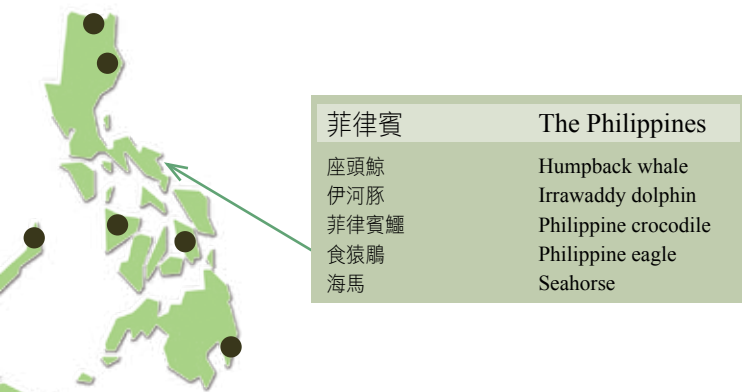 菲律賓 The Philippines
座頭鯨 Humpback whale
伊河豚 Irrawaddy dolphin
菲律賓鱷 Philippine crocodile
食猿鵰 Philippine eagle
海馬 Seahorse